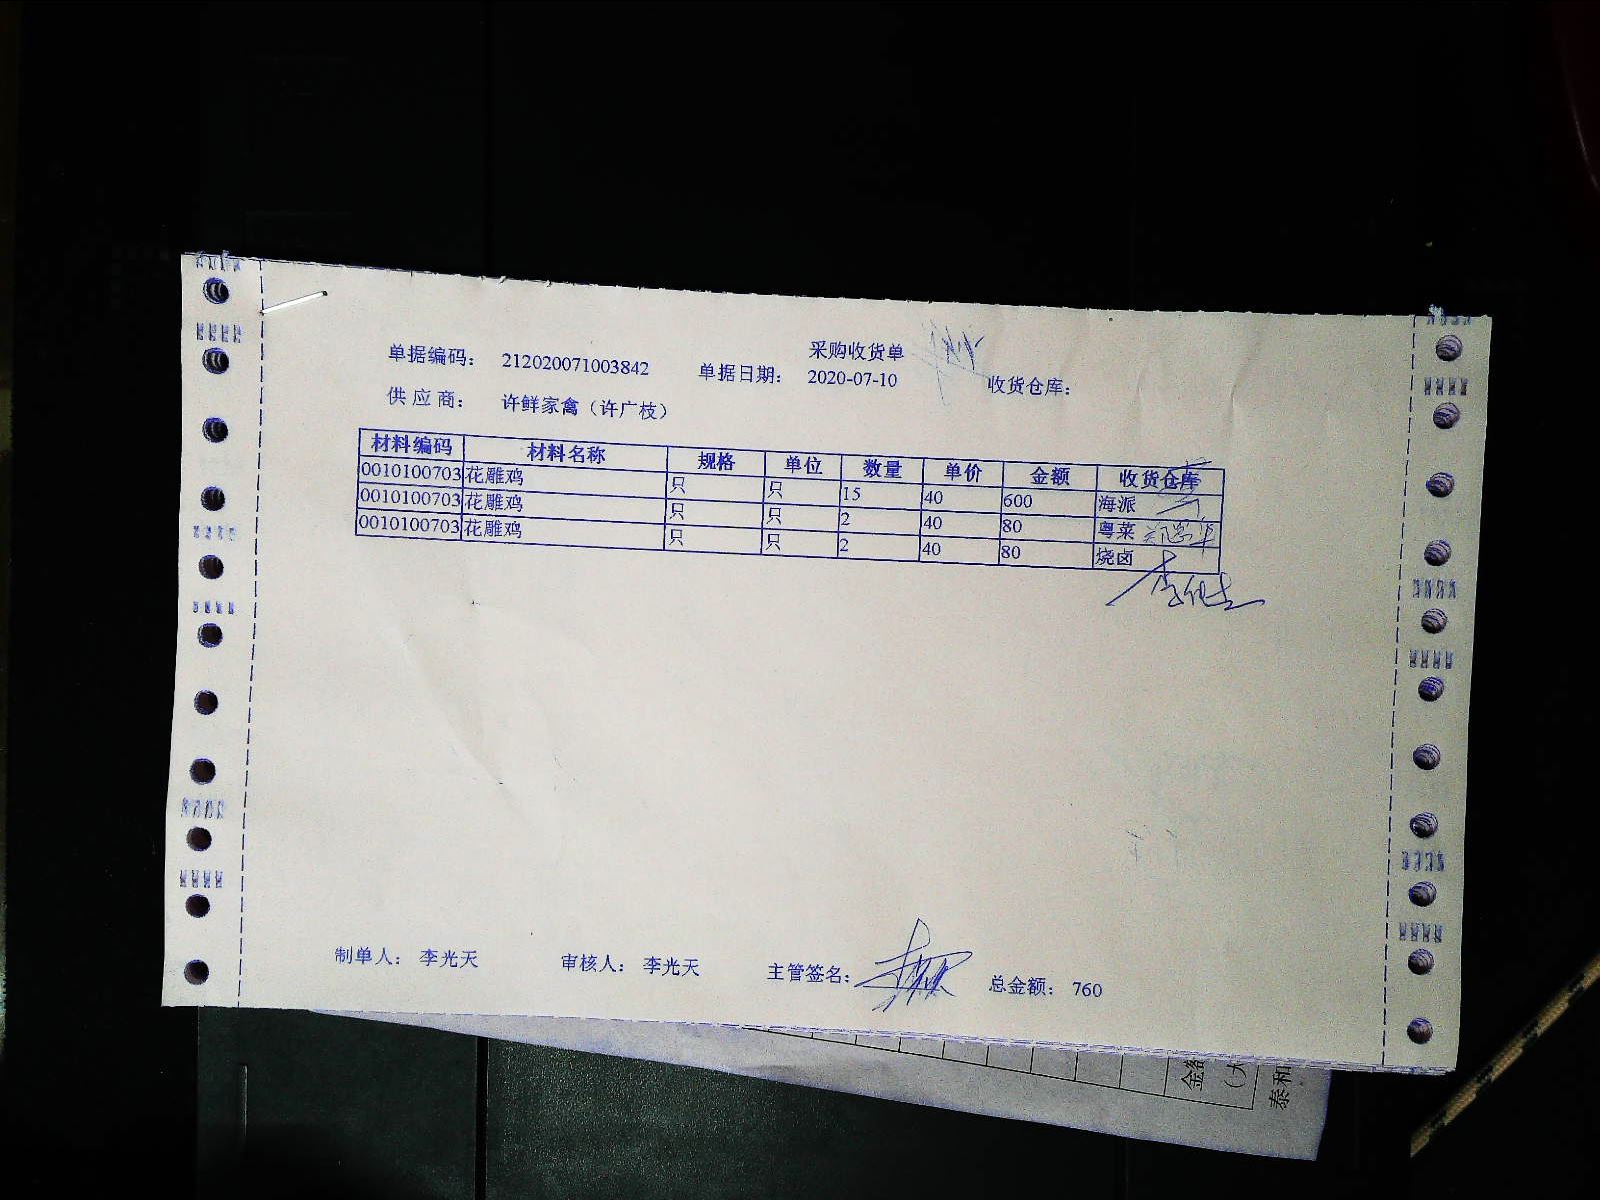 采购收货单
单据编码： 212020071003842 单据日期： 2020-07-10 收货仓库：
供应商： 许鲜家禽（许广枝）
材料编码 材料名称 规格 单位 数量 单价 金额 收货仓库
0010100703 花雕鸡 只 只 15 40 600 海派
0010100703 花雕鸡 只 只 2 40 80 粤菜
0010100703 花雕鸡 只 只 2 40 80 烧卤
制单人： 李光天 审核人： 李光天 主管签名： 总金额： 760
金额
（大
泰和